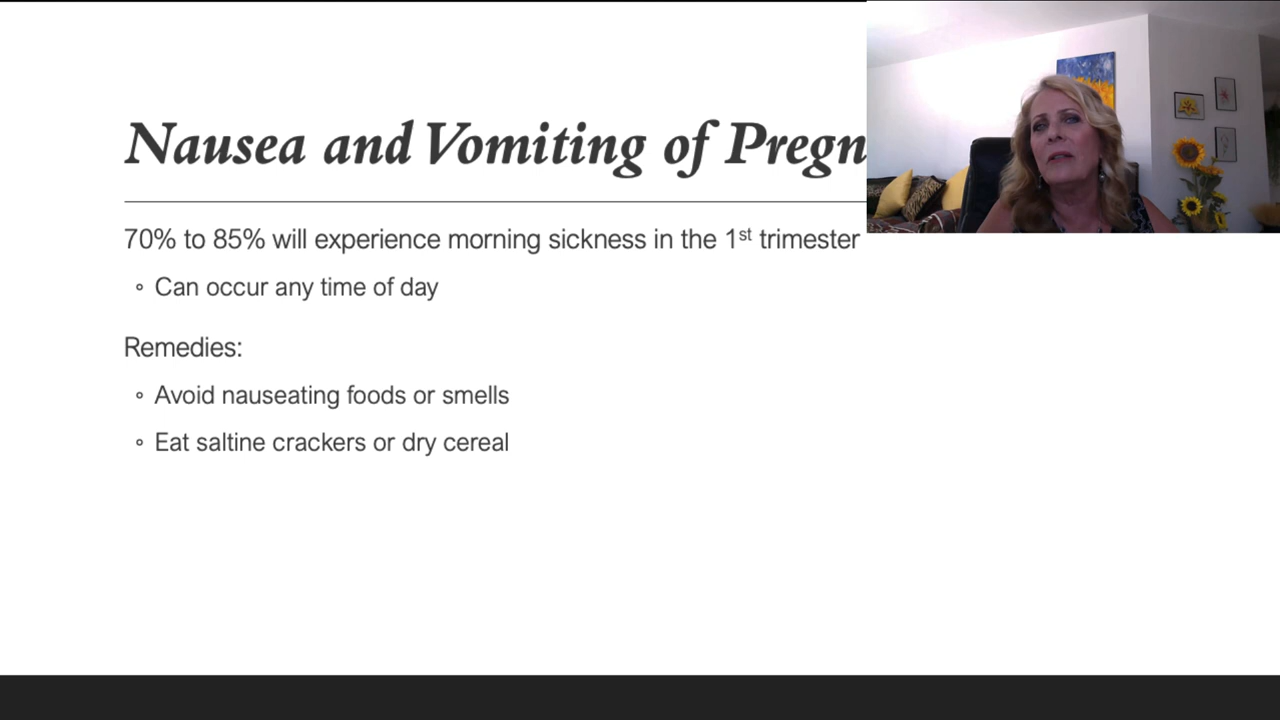 Nausea and Vomiting of Pregn
70% to 85% will experience morning sickness in the 1st trimester
◦ Can occur any time of day
Remedies:
◦ Avoid nauseating foods or smells
◦ Eat saltine crackers or dry cereal